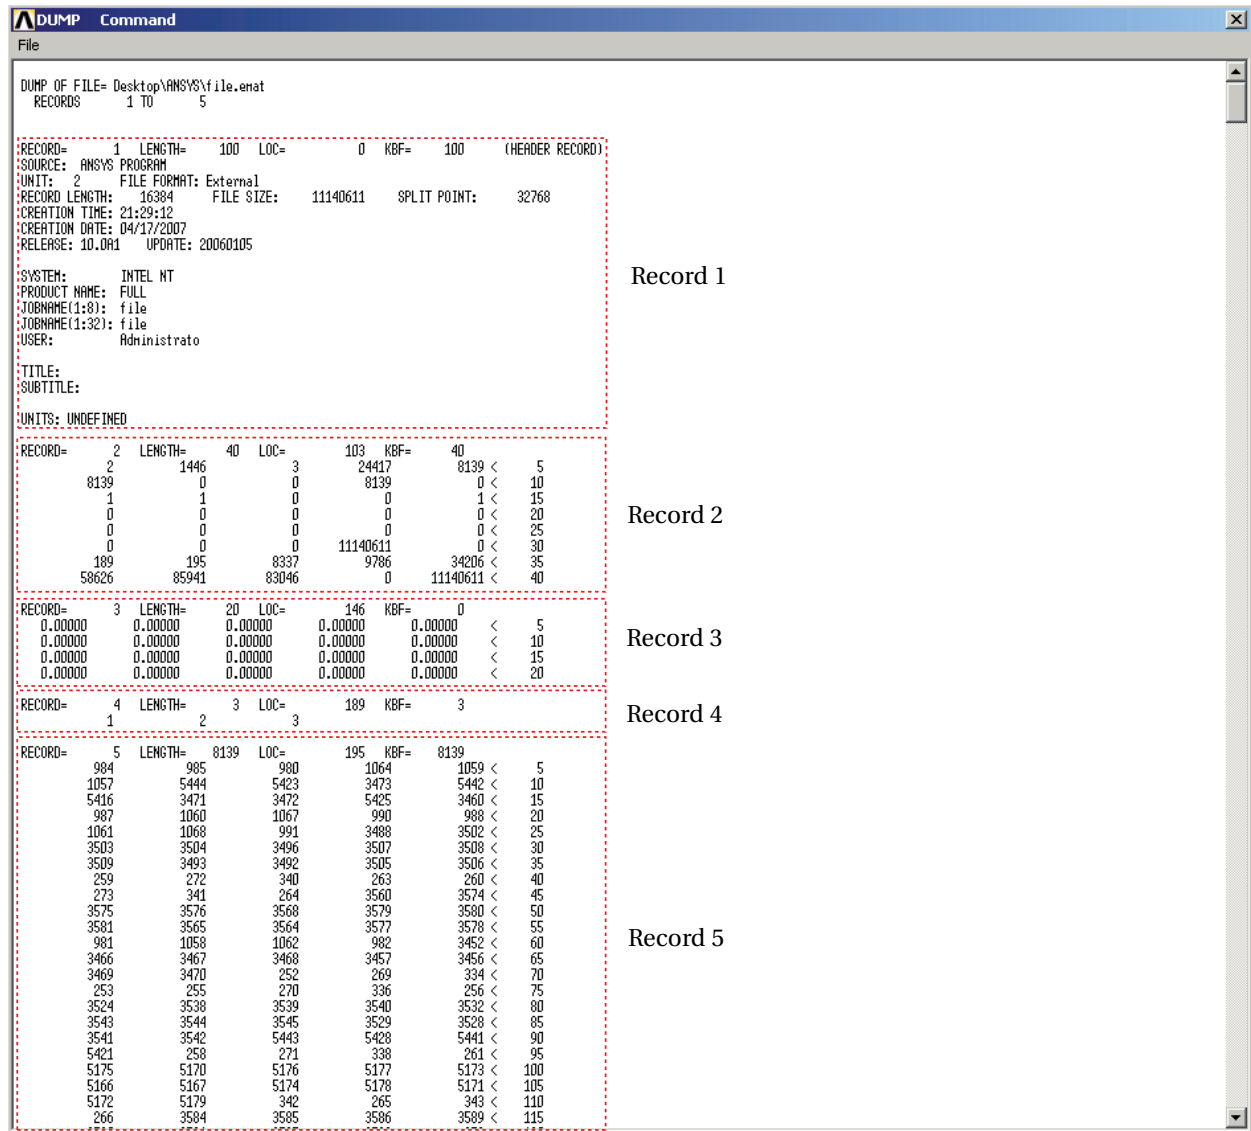 DUMP Command
File
DUMP OF FILE= Desktop\ANSYS\file.emat
RECORDS 1 TO 5
RECORD= 1 LENGTH= 100 LOC= 0 KBF= 100 (HEADER RECORD)
SOURCE: ANSYS PROGRAM
UNIT: 2 FILE FORMAT: External
RECORD LENGTH: 16384 FILE SIZE: 11140611 SPLIT POINT: 32768
CREATION TIME: 21:29:12
CREATION DATE: 04/17/2007
RELEASE: 10.0A1 UPDATE: 20060105
SYSTEM: INTEL NT
Record 1
PRODUCT NAME: FULL
JOBNAME(1:8): file
JOBNAME(1:32): file
USER: Administrato
TITLE:
SUBTITLE:
UNITS: UNDEFINED
RECORD= 2 LENGTH= 40 LOC= 103 KBF= 40
2 1446 3 24417 8139 < 5
8139 0 0 8139 0 < 10
1 1 0 0 1 < 15
0 0 0 0 0 < 20
Record 2
0 0 0 0 0 < 25
0 0 0 11140611 0 < 30
189 195 8337 9786 34206 < 35
58626 85941 83046 0 11140611 < 40
RECORD= 3 LENGTH= 20 LOC= 146 KBF= 0
0.00000 0.00000 0.00000 0.00000 0.00000 < 5
0.00000 0.00000 0.00000 0.00000 0.00000 < 10
Record 3
0.00000 0.00000 0.00000 0.00000 0.00000 < 15
0.00000 0.00000 0.00000 0.00000 0.00000 < 20
RECORD= 4 LENGTH= 3 LOC= 189 KBF= 3
Record 4
1 2 3
RECORD= 5 LENGTH= 8139 LOC= 195 KBF= 8139
984 985 980 1064 1059 < 5
1057 5444 5423 3473 5442 < 10
5416 3471 3472 5425 3460 < 15
987 1060 1067 990 988 < 20
1061 1068 991 3488 3502 < 25
3503 3504 3496 3507 3508 < 30
3509 3493 3492 3505 3506 < 35
259 272 340 263 260 < 40
273 341 264 3560 3574 < 45
3575 3576 3568 3579 3580 < 50
3581 3565 3564 3577 3578 < 55
981 1058 1062 982 3452 < 60
Record 5
3466 3467 3468 3457 3456 < 65
3469 3470 252 269 334 < 70
253 255 270 336 256 < 75
3524 3538 3539 3540 3532 < 80
3543 3544 3545 3529 3528 < 85
3541 3542 5443 5428 5441 < 90
5421 258 271 338 261 < 95
5175 5170 5176 5177 5173 < 100
5166 5167 5174 5178 5171 < 105
5172 5179 342 265 343 < 110
266 3584 3585 3586 3589 < 115